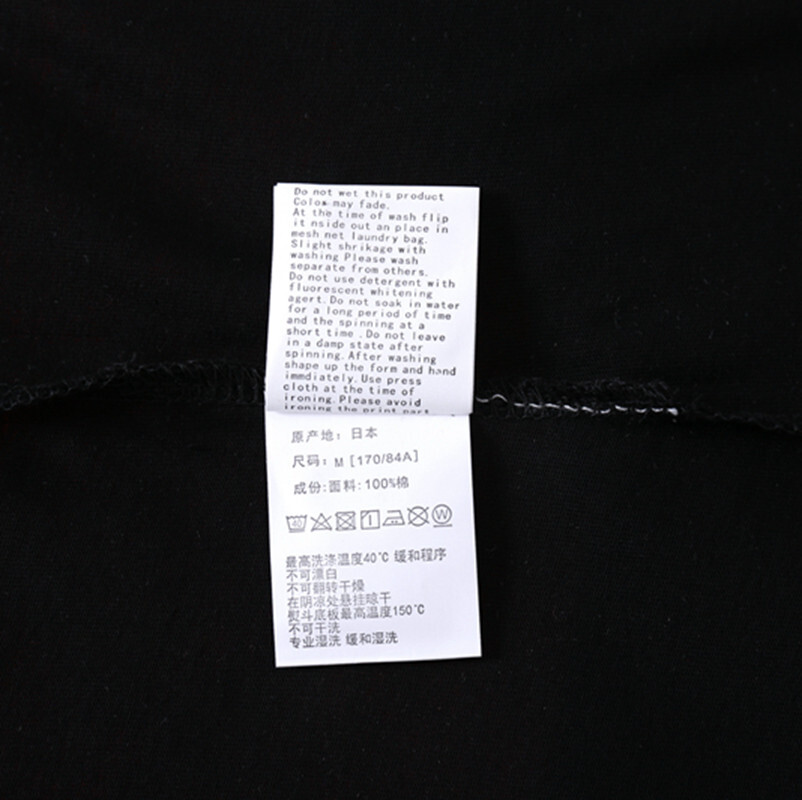 Do not wet this product
Color may fade.
At the time of wash flip
it nside out an place in
mesh net laundry bag.
Slight shrikage with
washing Please wash
separate from others.
Do not use detergent with
fluorescent whitening
agert. Do not soak in water
for a long period of time
and the spinning at a
short time .Do not leave
in a damp state after
spinning. After washing
shape up the form and hand
immdiately. Use press
cloth at the time of
ironing. Please avoid
ironing the print part
原产地: 日本
尺码: M [170/84A]
成份:面料:100%棉
40 W
最高洗涤温度40℃ 缓和程序
不可漂白
不可翻转干燥
在阴凉处悬挂晾干
熨斗底板最高温度150℃
不可干洗
专业湿洗 缓和湿洗